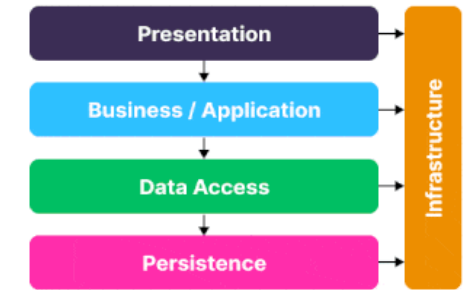 Presentation
Business / Application
Data Access
Persistence
Infrastructure